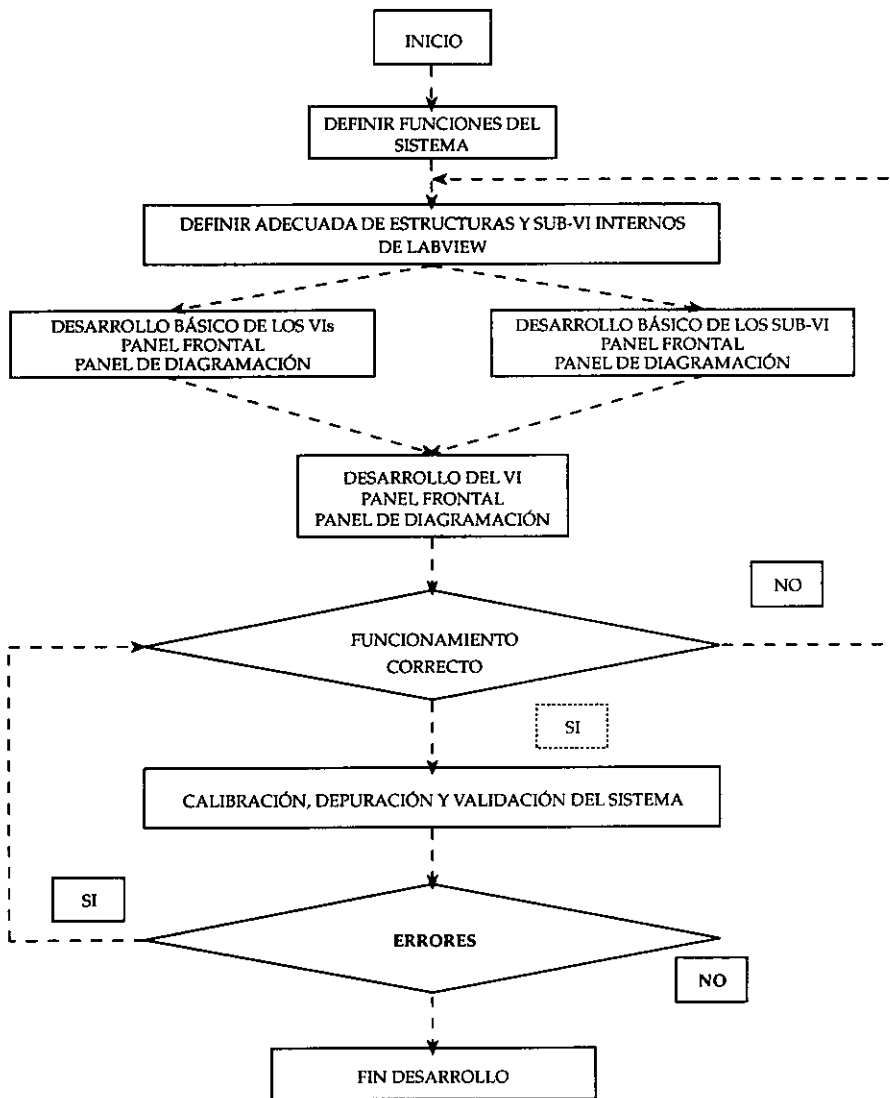 INICIO
DEFINIR FUNCIONES DEL
SISTEMA
DEFINIR ADECUADA DE ESTRUCTURAS Y SUB-VI INTERNOS
DE LABVIEW
DESARROLLO BÁSICO DE LOS VIs
PANEL FRONTAL
PANEL DE DIAGRAMACIÓN
DESARROLLO BÁSICO DE LOS SUB-VI
PANEL FRONTAL
PANEL DE DIAGRAMACIÓN
DESARROLLO DEL VI
PANEL FRONTAL
PANEL DE DIAGRAMACIÓN
NO
FUNCIONAMIENTO
CORRECTO
SI
CALIBRACIÓN, DEPURACIÓN Y VALIDACIÓN DEL SISTEMA
SI
ERRORES
NO
FIN DESARROLLO